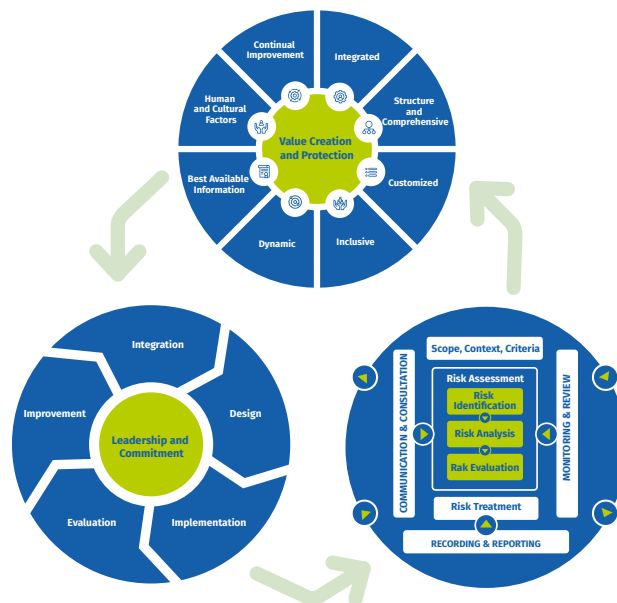 Continual
Improvement
Integrated
Human
and Cultural
Factors
Structure
and
Comprehensive
Value Creation
and Protection
Best Available
Information
Customized
Dynamic
Inclusive
Integration
Improvement
Design
Leadership and
Commitment
Evaluation
Implementation
Scope, Context, Criteria
COMMUNICATION & CONSULTATION
Risk Assessment
Risk
Identification
Risk Analysis
Rak Evaluation
MONITORING & REVIEW
Risk Treatment
RECORDING & REPORTING